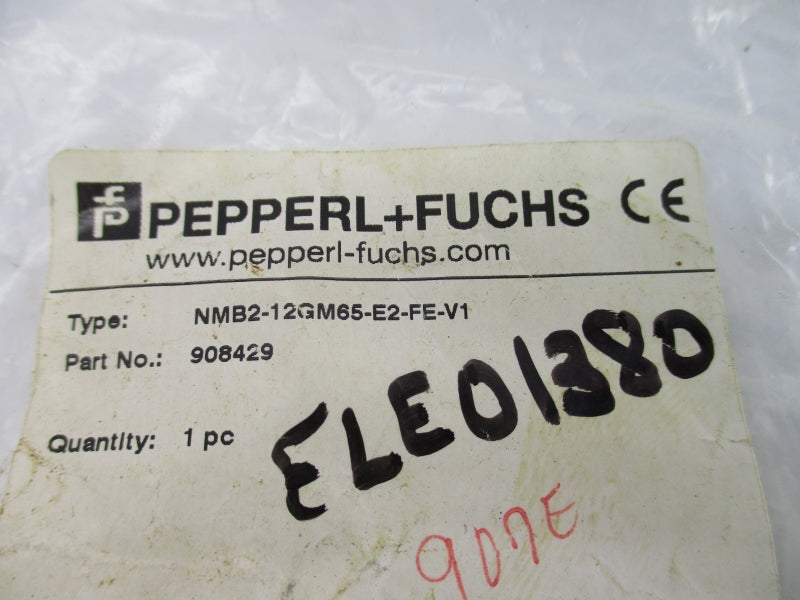 PEPPERL+FUCHS CE
www.pepperl-fuchs.com
Type: NMB2-12GM65-E2-FE-V1
Part No.: 908429
ELE01380
Quantity: 1 pc
907E